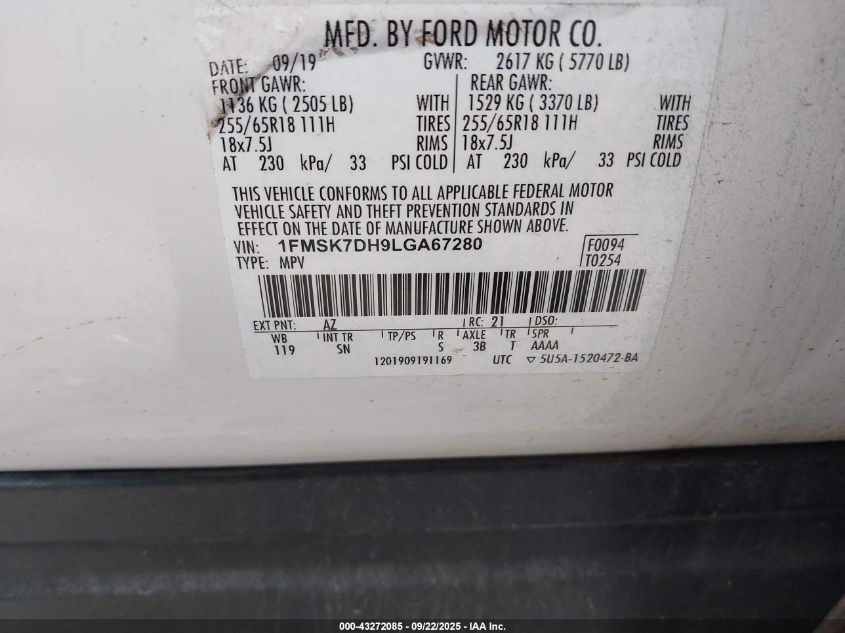 MFD. BY FORD MOTOR CO.
DATE: 09/19 GVWR: 2617 KG ( 5770 LB)
FRONT GAWR: REAR GAWR:
1136 KG ( 2505 LB) WITH 1529 KG ( 3370 LB) WITH
255/65R18 111H TIRES 255/65R18 111H TIRES
18x7.5J RIMS 18x7.5J RIMS
AT 230 kPa/ 33 PSI COLD AT 230 kPa/ 33 PSI COLD
THIS VEHICLE CONFORMS TO ALL APPLICABLE FEDERAL MOTOR
VEHICLE SAFETY AND THEFT PREVENTION STANDARDS IN
EFFECT ON THE DATE OF MANUFACTURE SHOWN ABOVE.
VIN: 1FMSK7DH9LGA67280 F0094
TYPE: MPV T0254
EXT PNT: AZ RC: 21 DSO:
WB INT TR TP/PS R AXLE TR SPR
119 SN S 3B T AAAA
1201909191169 UTC ▽ 5U5A-1520472-BA
000-43272085 - 09/22/2025 - IAA Inc.